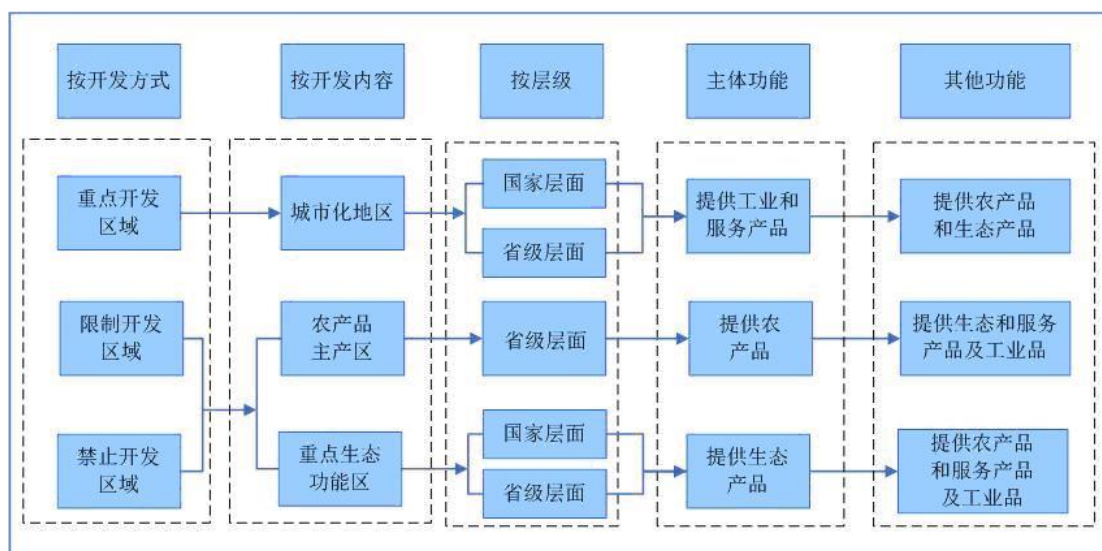 按开发方式
按开发内容
按层级
主体功能
其他功能
重点开发
区域
城市化地区
国家层面
省级层面
提供工业和
服务产品
提供农产品
和生态产品
限制开发
区域
农产品
主产区
省级层面
提供农
产品
提供生态和服务
产品及工业品
禁止开发
区域
重点生态
功能区
国家层面
省级层面
提供生态
产品
提供农产品
和服务产品
及工业品